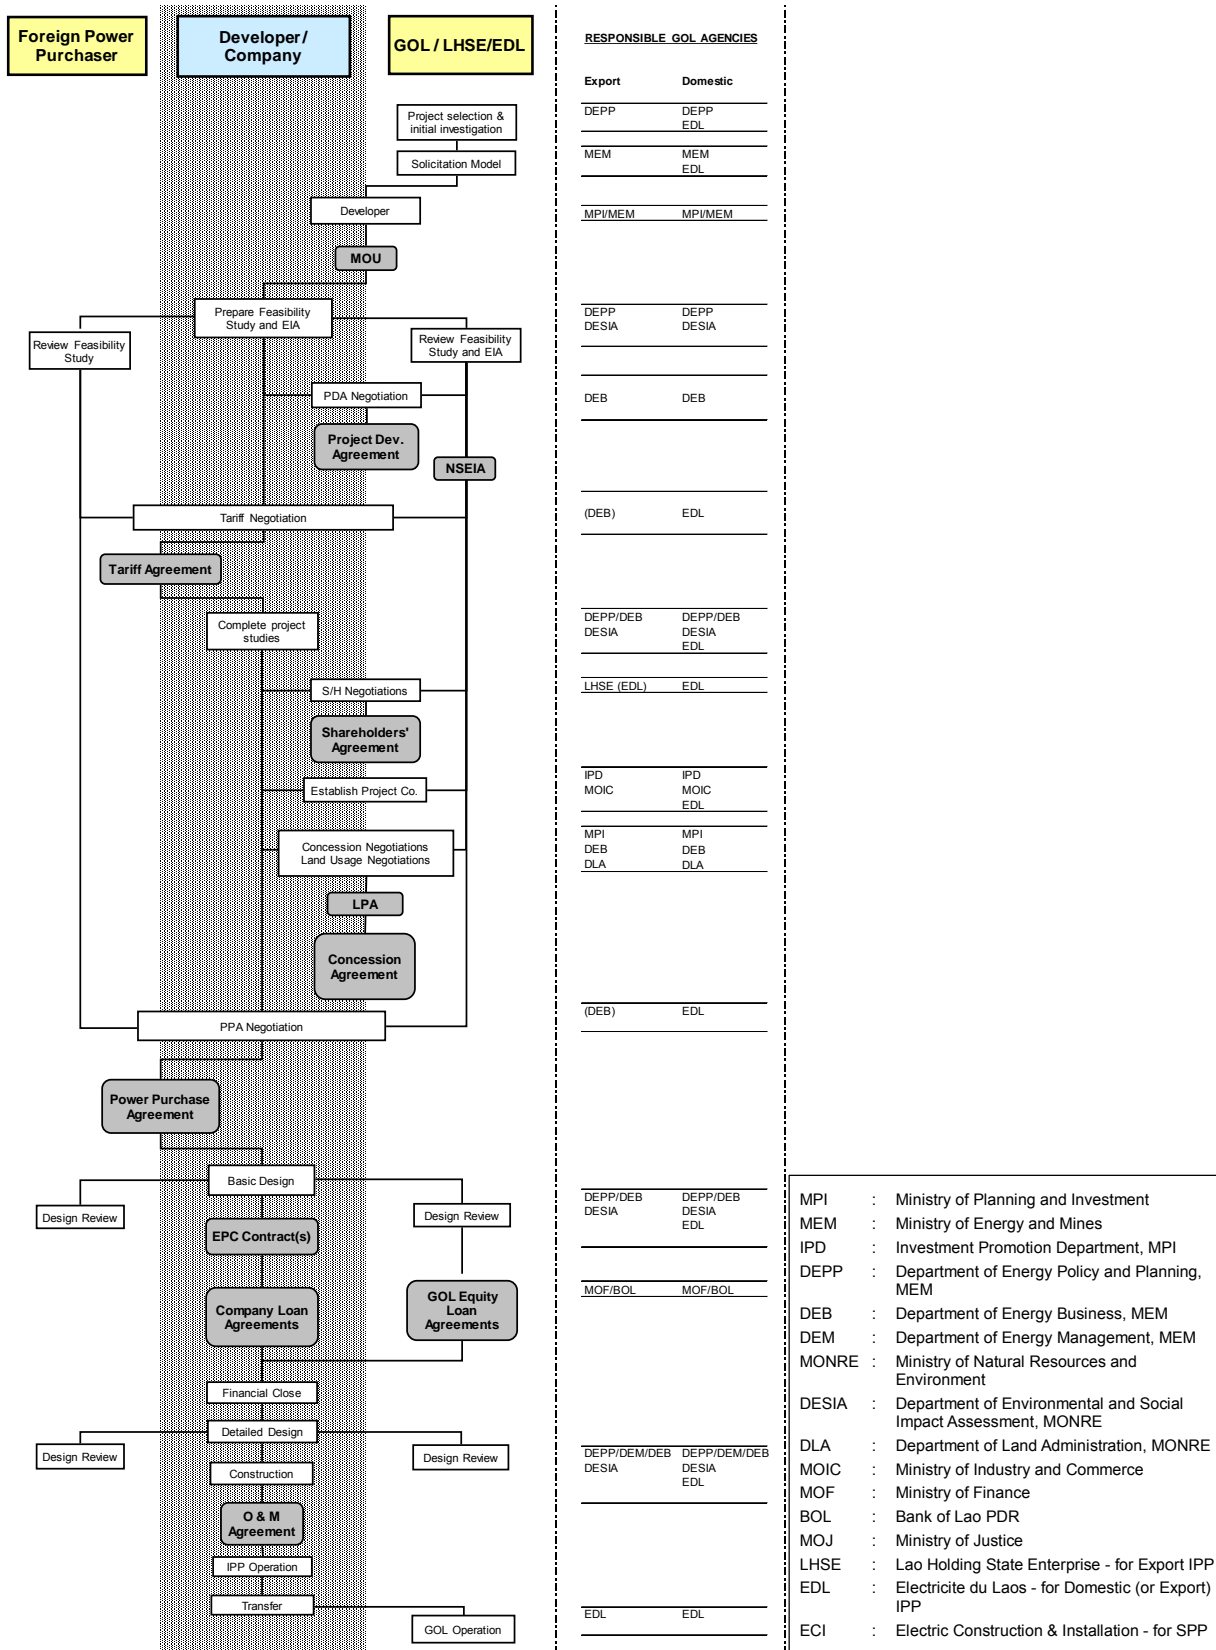 Foreign Power
Purchaser
Developer/
Company
GOL / LHSE/EDL
RESPONSIBLE GOL AGENCIES
Export Domestic
Project selection &
initial investigation
DEPP DEPP
EDL
Solicitation Model
MEM MEM
EDL
Developer
MPI/MEM MPI/MEM
MOU
Prepare Feasibility
Study and EIA
Review Feasibility
Study
Review Feasibility
Study and EIA
DEPP DEPP
DESIA DESIA
PDA Negotiation
DEB DEB
Project Dev.
Agreement
NSEIA
Tariff Negotiation
(DEB) EDL
Tariff Agreement
Complete project
studies
DEPP/DEB DEPP/DEB
DESIA DESIA
EDL
S/H Negotiations
LHSE (EDL) EDL
Shareholders'
Agreement
Establish Project Co.
IPD IPD
MOIC MOIC
EDL
Concession Negotiations
Land Usage Negotiations
MPI MPI
DEB DEB
DLA DLA
LPA
Concession
Agreement
PPA Negotiation
(DEB) EDL
Power Purchase
Agreement
Basic Design
Design Review
Design Review
DEPP/DEB DEPP/DEB
DESIA DESIA
EDL
EPC Contract(s)
Company Loan
Agreements
GOL Equity
Loan
Agreements
MOF/BOL MOF/BOL
Financial Close
Detailed Design
Design Review
Design Review
Construction
DEPP/DEM/DEB DEPP/DEM/DEB
DESIA DESIA
EDL
O & M
Agreement
IPP Operation
Transfer
GOL Operation
EDL EDL
MPI : Ministry of Planning and Investment
MEM : Ministry of Energy and Mines
IPD : Investment Promotion Department, MPI
DEPP : Department of Energy Policy and Planning,
MEM
DEB : Department of Energy Business, MEM
DEM : Department of Energy Management, MEM
MONRE : Ministry of Natural Resources and
Environment
DESIA : Department of Environmental and Social
Impact Assessment, MONRE
DLA : Department of Land Administration, MONRE
MOIC : Ministry of Industry and Commerce
MOF : Ministry of Finance
BOL : Bank of Lao PDR
MOJ : Ministry of Justice
LHSE : Lao Holding State Enterprise - for Export IPP
EDL : Electricite du Laos - for Domestic (or Export)
IPP
ECI : Electric Construction & Installation - for SPP